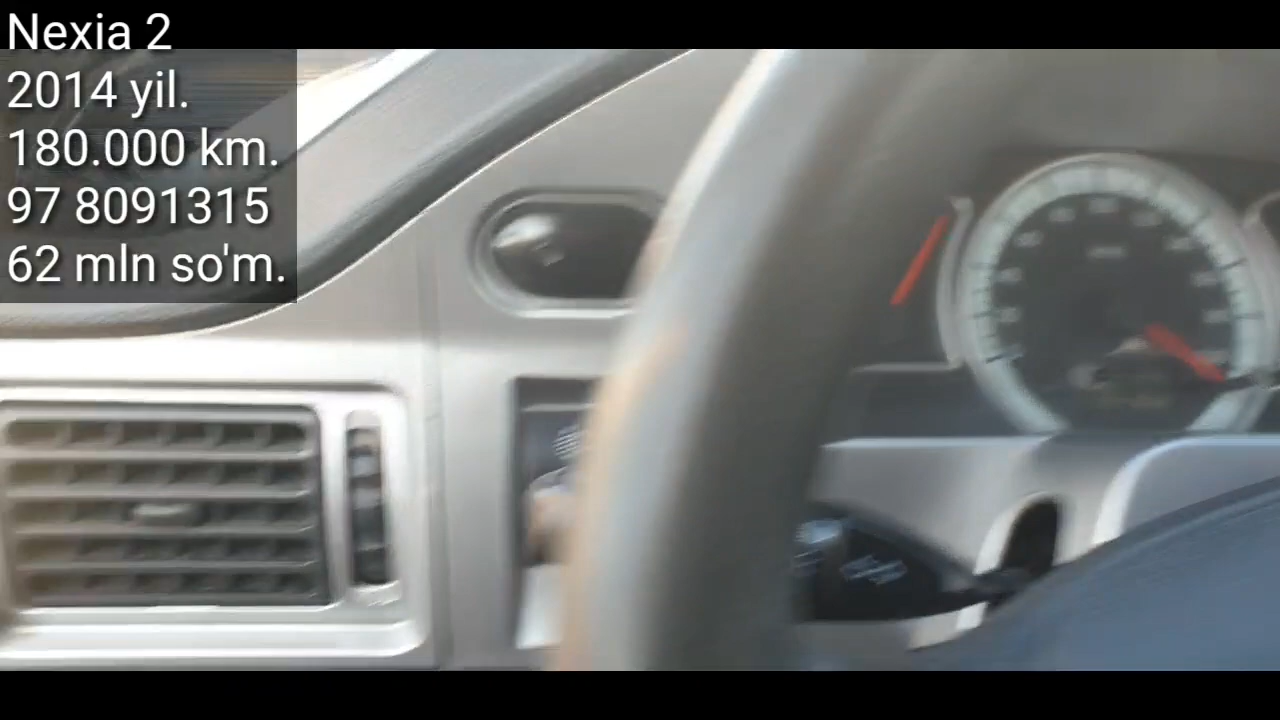 Nexia 2
2014 yil.
180.000 km.
97 8091315
62 mln so'm.